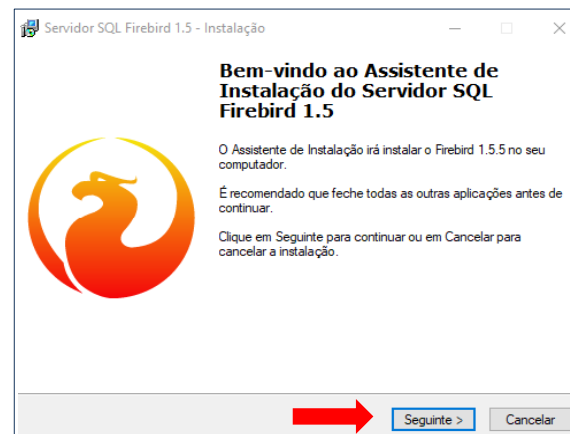 Servidor SQL Firebird 1.5 - Instalação
Bem-vindo ao Assistente de
Instalação do Servidor SQL
Firebird 1.5
O Assistente de Instalação irá instalar o Firebird 1.5.5 no seu
computador.
É recomendado que feche todas as outras aplicações antes de
continuar.
Clique em Seguinte para continuar ou em Cancelar para
cancelar a instalação.
Seguinte >
Cancelar